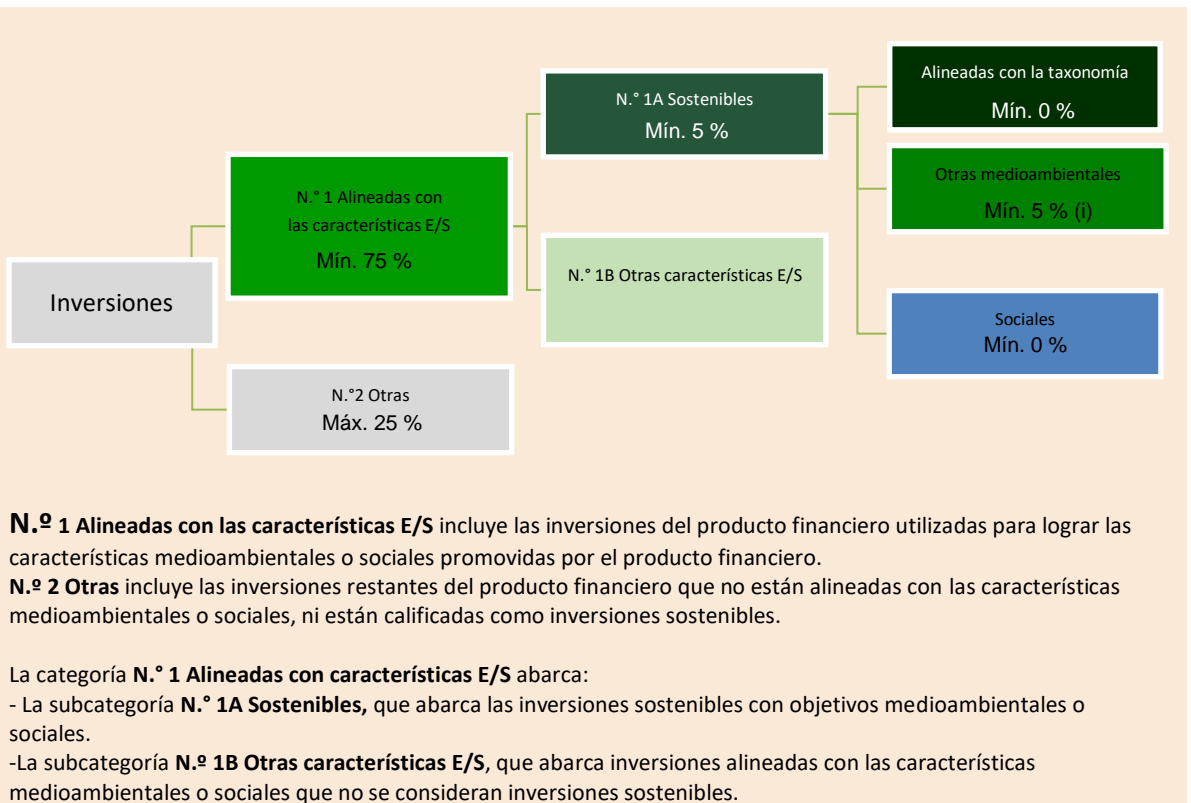 Inversiones
N.° 1 Alineadas con
las características E/S
Mín. 75 %
N.°2 Otras
Máx. 25 %
N.° 1A Sostenibles
Mín. 5 %
N.° 1B Otras características E/S
Alineadas con la taxonomía
Mín. 0 %
Otras medioambientales
Mín. 5 % (i)
Sociales
Mín. 0 %
N.º 1 Alineadas con las características E/S incluye las inversiones del producto financiero utilizadas para lograr las
características medioambientales o sociales promovidas por el producto financiero.
N.º 2 Otras incluye las inversiones restantes del producto financiero que no están alineadas con las características
medioambientales o sociales, ni están calificadas como inversiones sostenibles.
La categoría N.° 1 Alineadas con características E/S abarca:
- La subcategoría N.° 1A Sostenibles, que abarca las inversiones sostenibles con objetivos medioambientales o
sociales.
-La subcategoría N.º 1B Otras características E/S, que abarca inversiones alineadas con las características
medioambientales o sociales que no se consideran inversiones sostenibles.